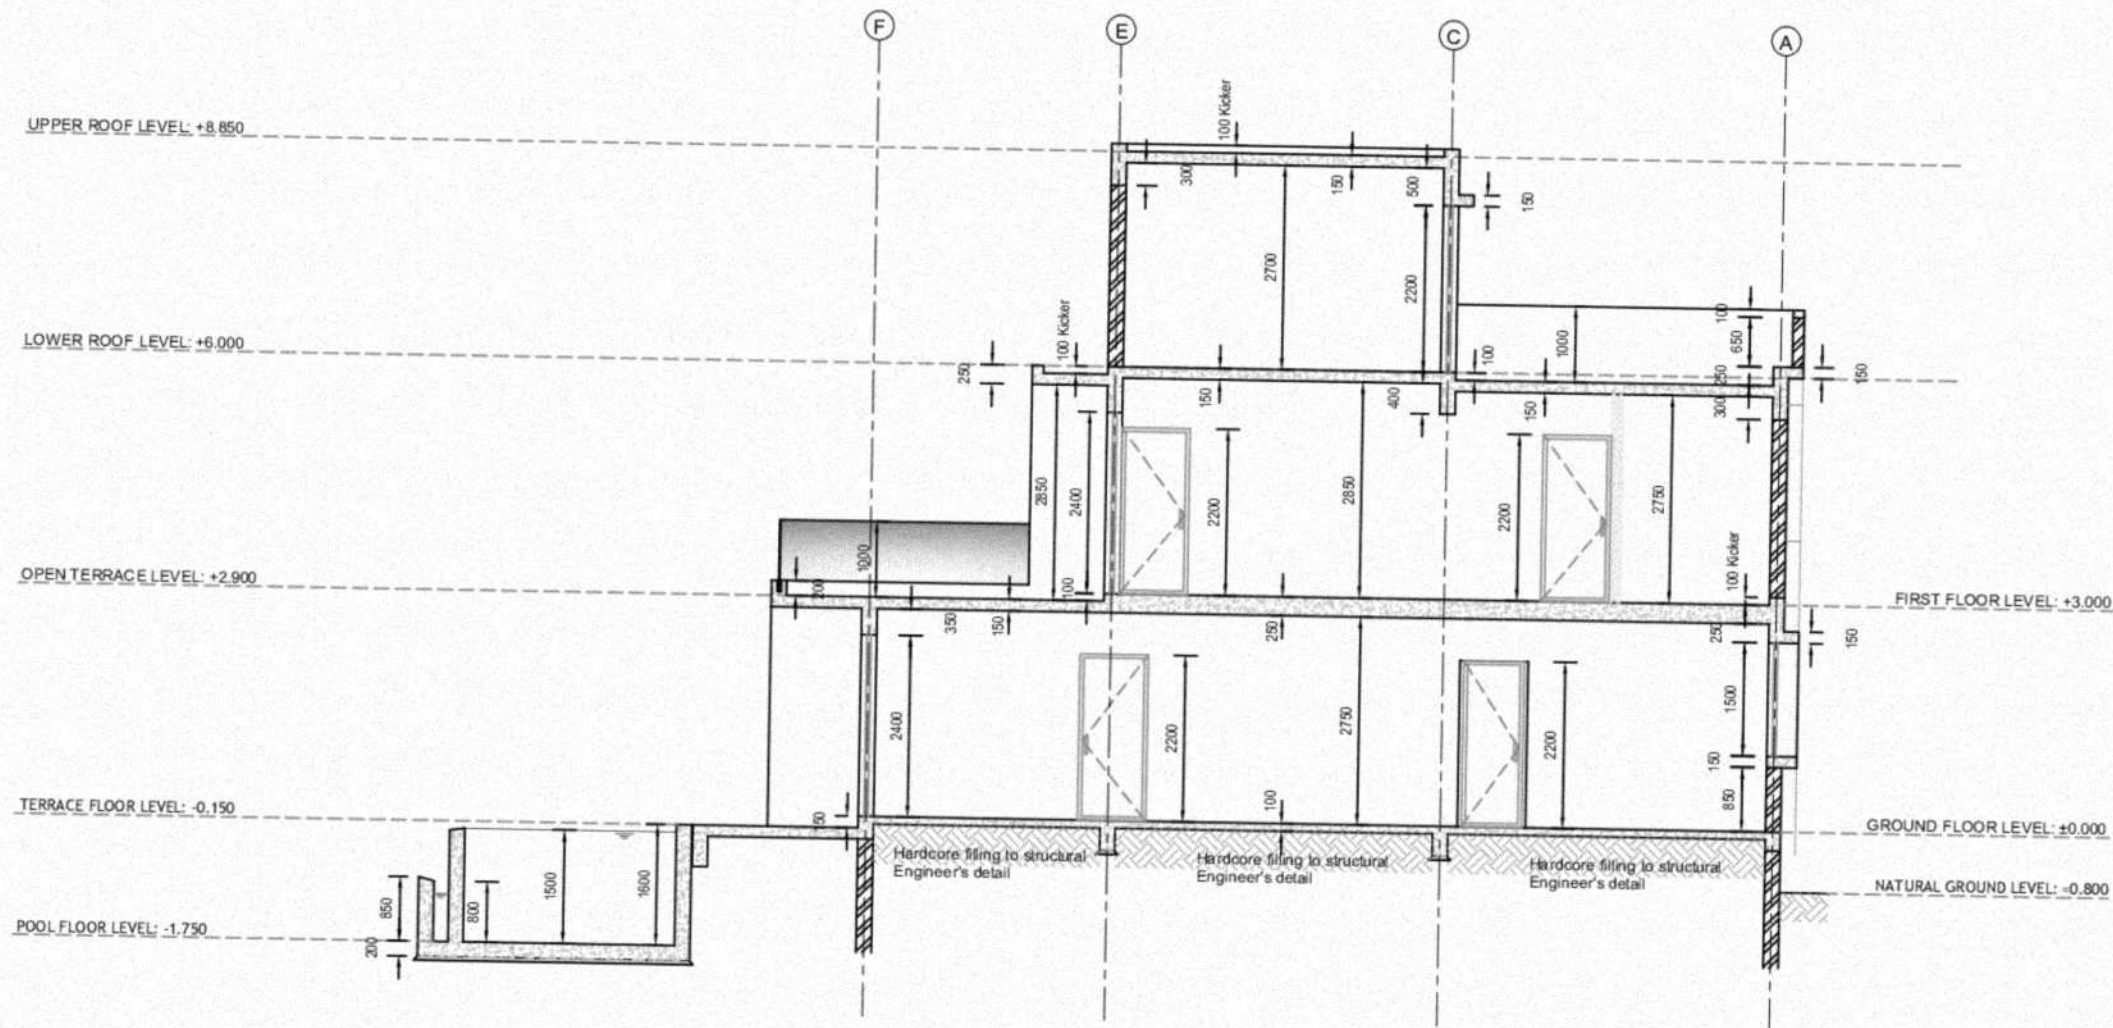 F
E
C
A
UPPER ROOF LEVEL: +8.850
100 Kicker
300
150
500
150
2700
2200
LOWER ROOF LEVEL: +6.000
100 Kicker
250
100
1000
100
650
250
150
150
400
150
300
2850
2400
2200
2850
2200
2750
1000
100 Kicker
OPEN TERRACE LEVEL: +2.900
200
100
FIRST FLOOR LEVEL: +3.000
350
150
250
250
150
2400
2200
2750
2200
1500
150
850
TERRACE FLOOR LEVEL: -0.150
100
GROUND FLOOR LEVEL: ±0.000
Hardcore filling to structural
Engineer's detail
Hardcore filling to structural
Engineer's detail
Hardcore filling to structural
Engineer's detail
NATURAL GROUND LEVEL: -0.800
850
800
1500
1600
POOL FLOOR LEVEL: -1.750
200